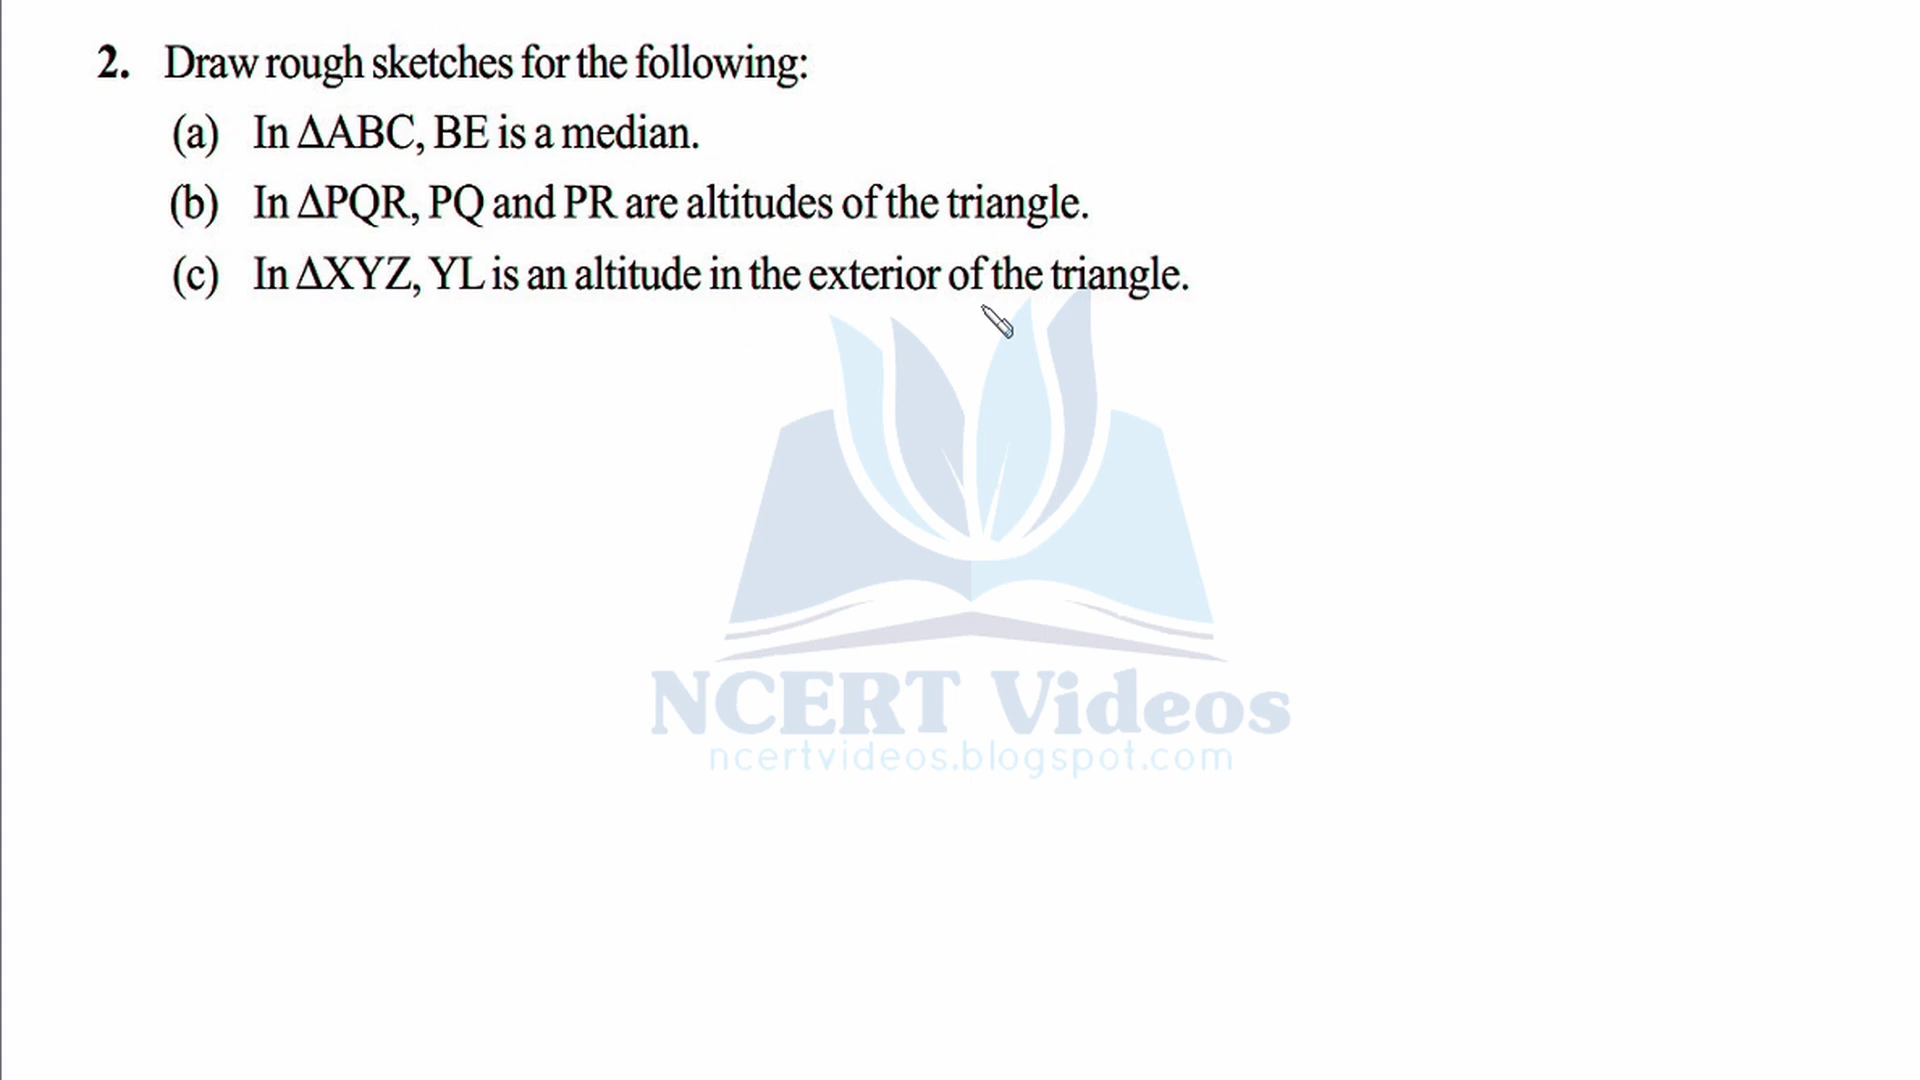 2. Draw rough sketches for the following:
(a) In ΔABC, BE is a median.
(b) In ΔPQR, PQ and PR are altitudes of the triangle.
(c) In ΔXYZ, YL is an altitude in the exterior of the triangle.
NCERT Videos
ncertvideos.blogspot.com